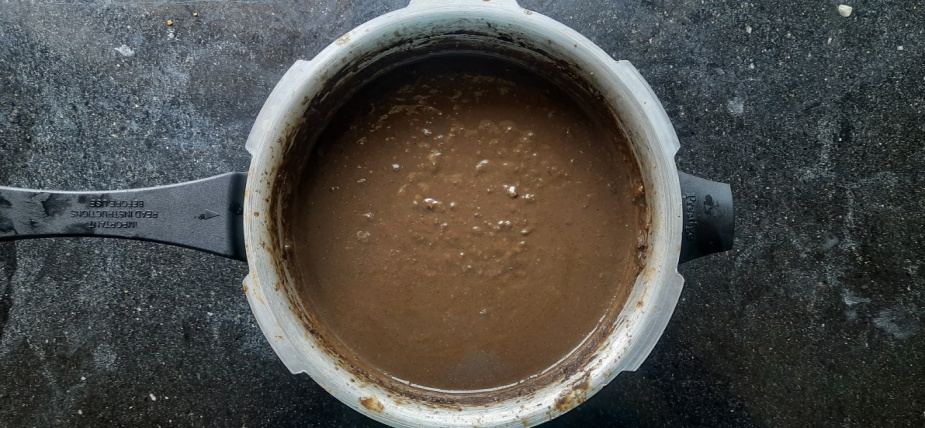 IMPORTANT
READ INSTRUCTIONS
BEFORE USE